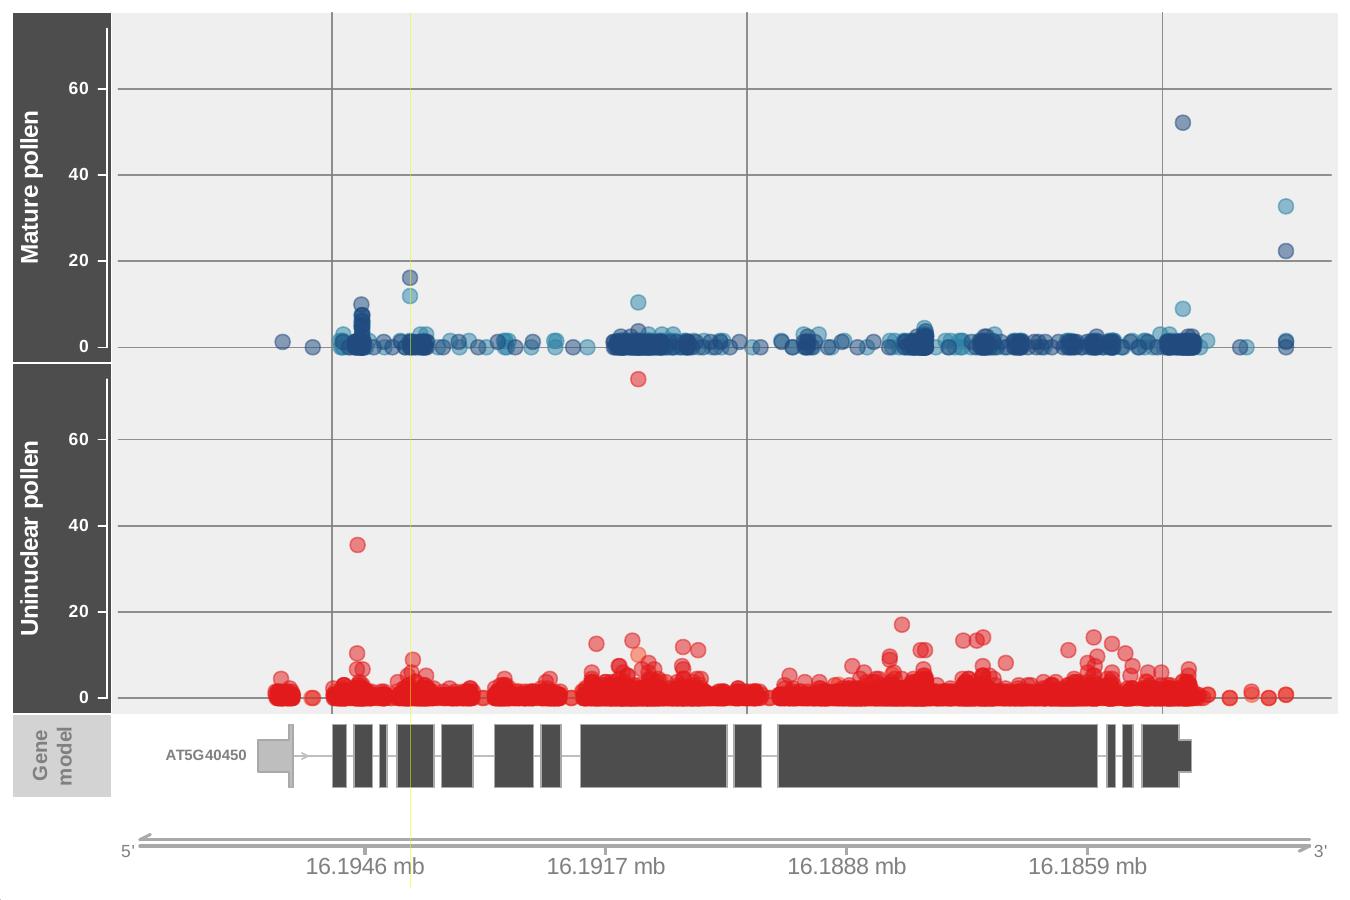 Mature pollen
60
40
20
0
Uninuclear pollen
60
40
20
0
Gene
model
AT5G40450
5'
3'
16.1946 mb
16.1917 mb
16.1888 mb
16.1859 mb